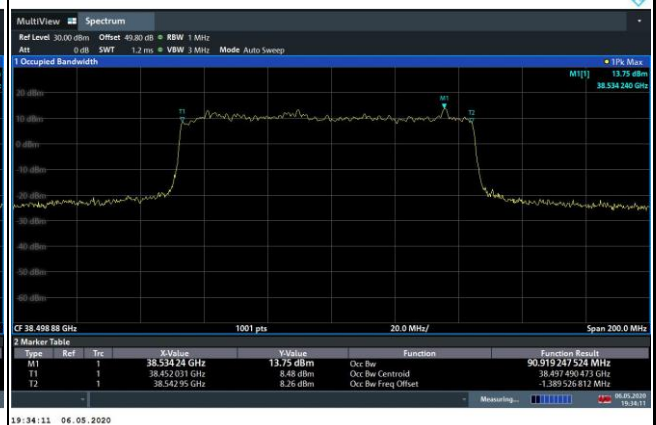 MultiView Spectrum
Ref Level 30.00 dBm Offset 49.80 dB RBW 1 MHz
Att 0 dB SWT 1.2 ms VBW 3 MHz Mode Auto Sweep
1 Occupied Bandwidth 1Pk Max
M1[1] 13.75 dBm
38.534 240 GHz
20 dBm
M1
T1 T2
10 dBm
0 dBm
-10 dBm
-20 dBm
-30 dBm
-40 dBm
-50 dBm
-60 dBm
CF 38.498 88 GHz 1001 pts 20.0 MHz/ Span 200.0 MHz
2 Marker Table
Type Ref Trc X-Value Y-Value Function Function Result
M1 1 38.534 24 GHz 13.75 dBm Occ Bw 90.919 247 524 MHz
T1 1 38.452 031 GHz 8.48 dBm Occ Bw Centroid 38.497 490 473 GHz
T2 1 38.542 95 GHz 8.26 dBm Occ Bw Freq Offset -1.389 526 812 MHz
Measuring... 06.05.2020
19:34:11
19:34:11 06.05.2020